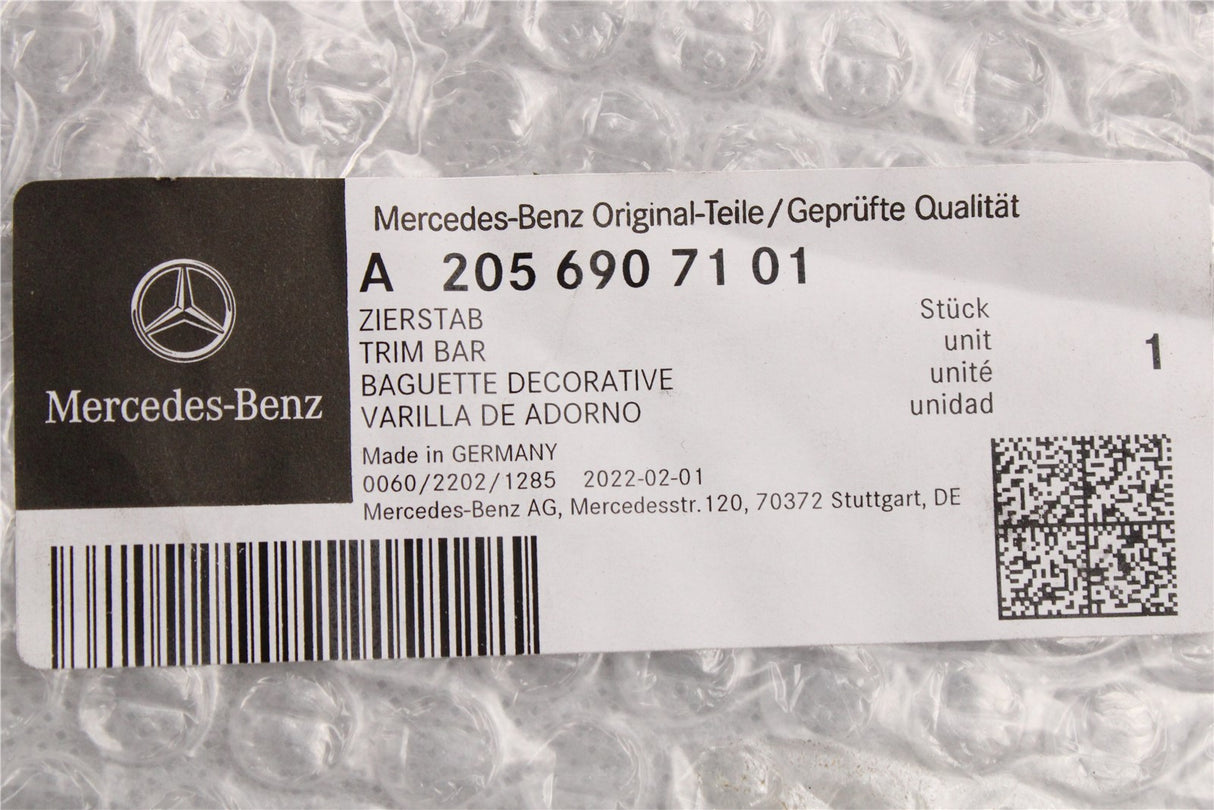 Mercedes-Benz
Mercedes-Benz Original-Teile/Geprüfte Qualität
A 205 690 71 01
ZIERSTAB
TRIM BAR
BAGUETTE DECORATIVE
VARILLA DE ADORNO
Stück
unit
unité
unidad
1
Made in GERMANY
0060/2202/1285 2022-02-01
Mercedes-Benz AG, Mercedesstr.120, 70372 Stuttgart, DE